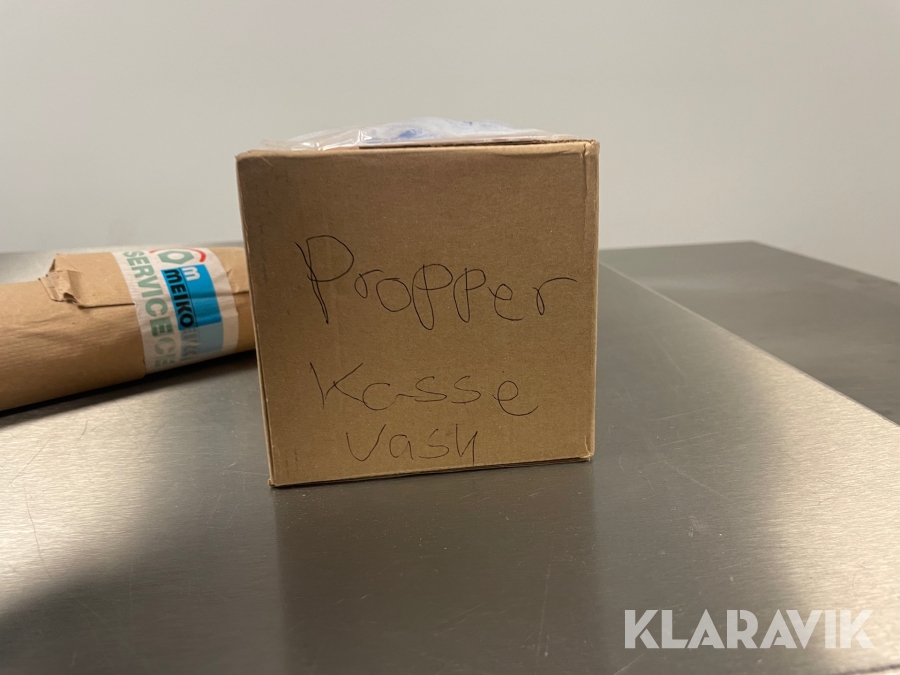 Propper
Kasse
vask
m
MEIKO
SERVICE
KLARAVIK